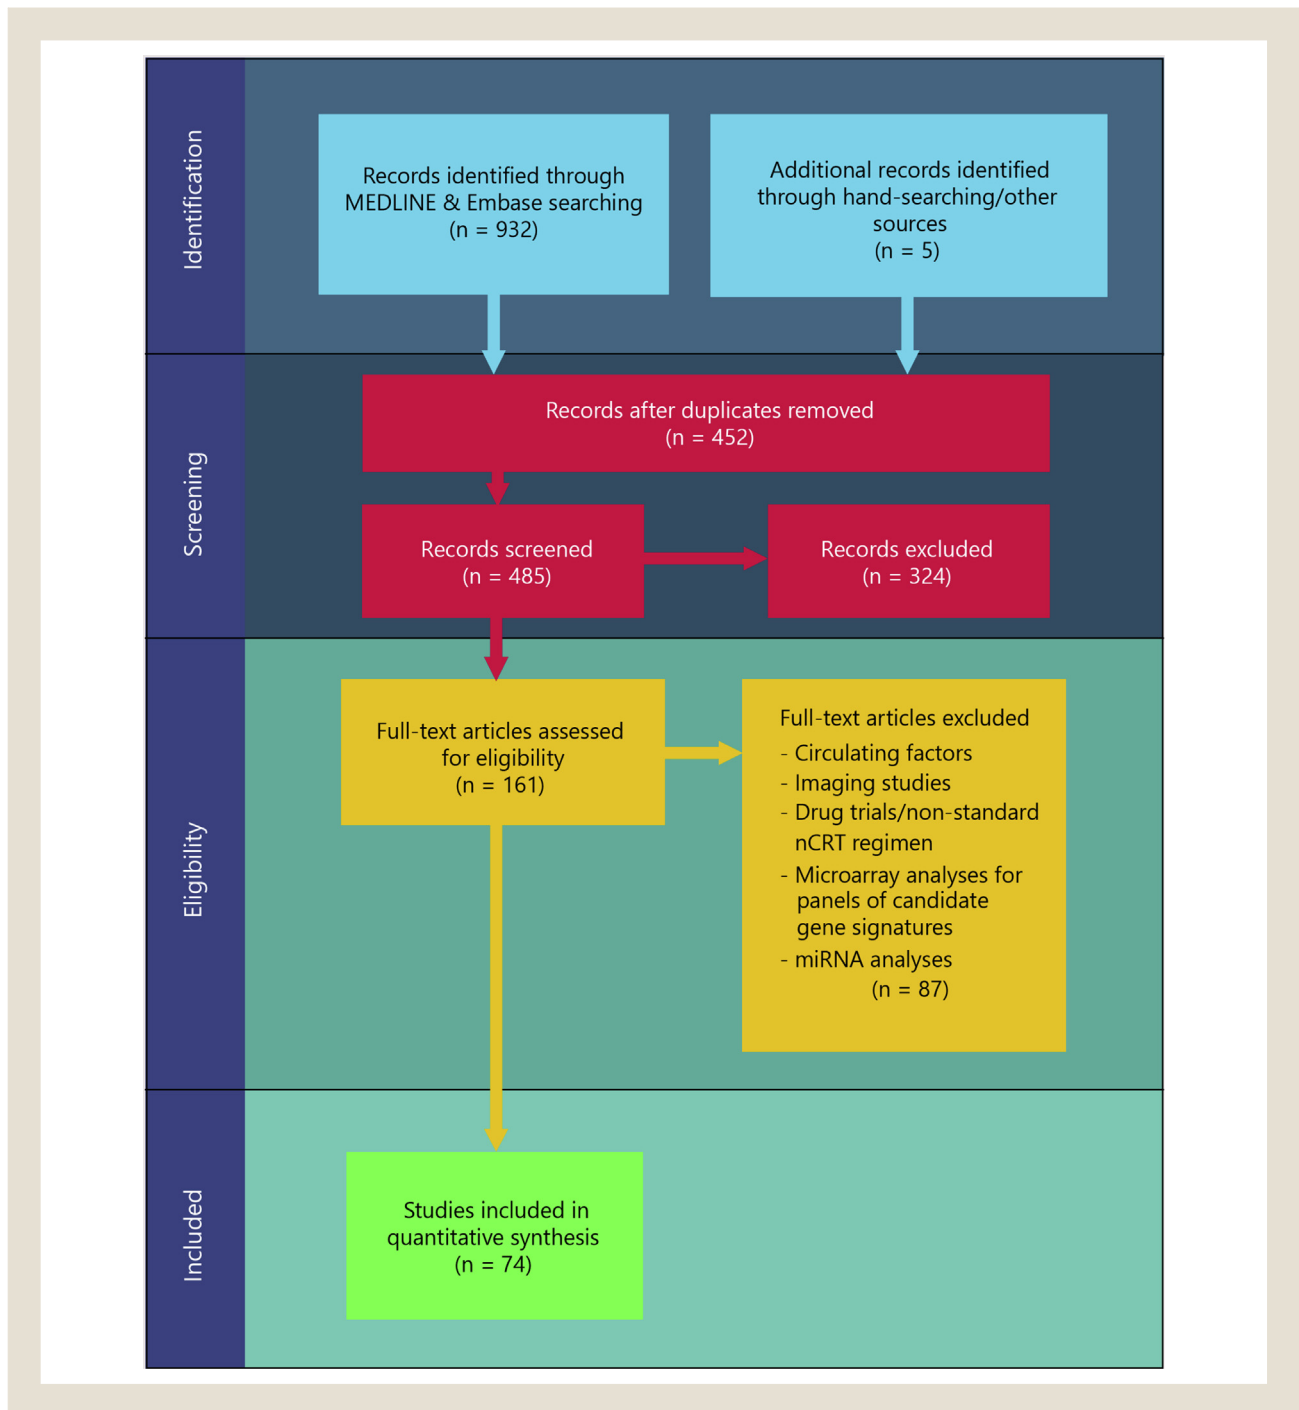 Identification
Records identified through
MEDLINE & Embase searching
(n = 932)
Additional records identified
through hand-searching/other
sources
(n = 5)
Screening
Records after duplicates removed
(n = 452)
Records screened
(n = 485)
Records excluded
(n = 324)
Eligibility
Full-text articles assessed
for eligibility
(n = 161)
Full-text articles excluded
- Circulating factors
- Imaging studies
- Drug trials/non-standard
nCRT regimen
- Microarray analyses for
panels of candidate
gene signatures
- miRNA analyses
(n = 87)
Included
Studies included in
quantitative synthesis
(n = 74)